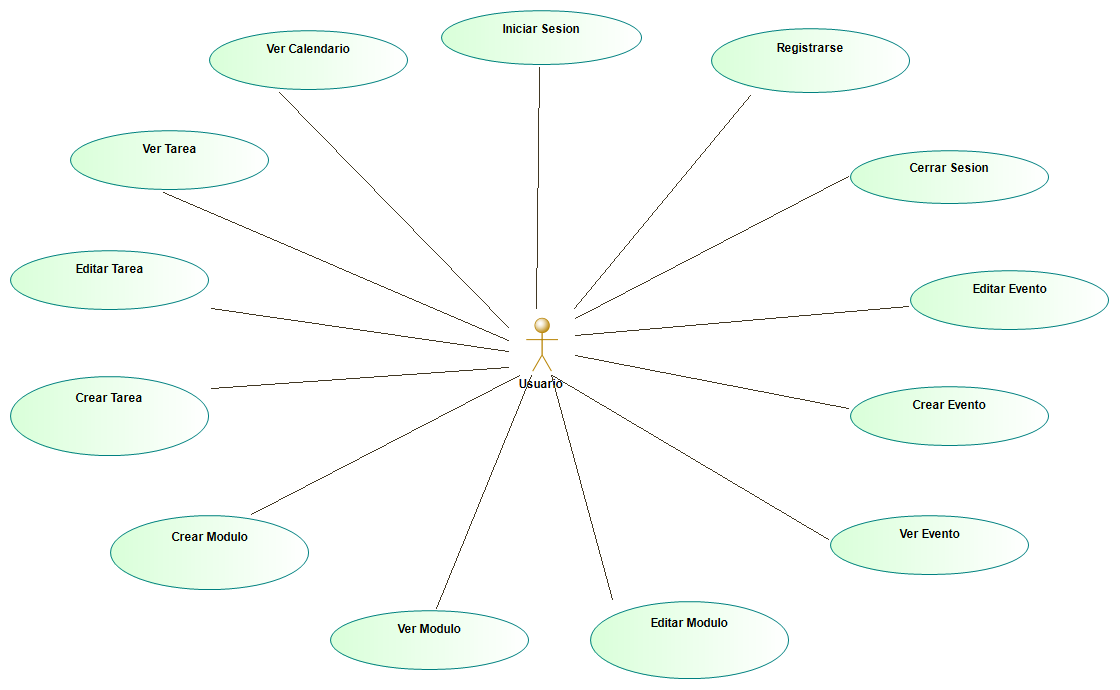 Iniciar Sesion
Ver Calendario
Registrarse
Ver Tarea
Cerrar Sesion
Editar Tarea
Editar Evento
Usuario
Crear Tarea
Crear Evento
Crear Modulo
Ver Evento
Ver Modulo
Editar Modulo